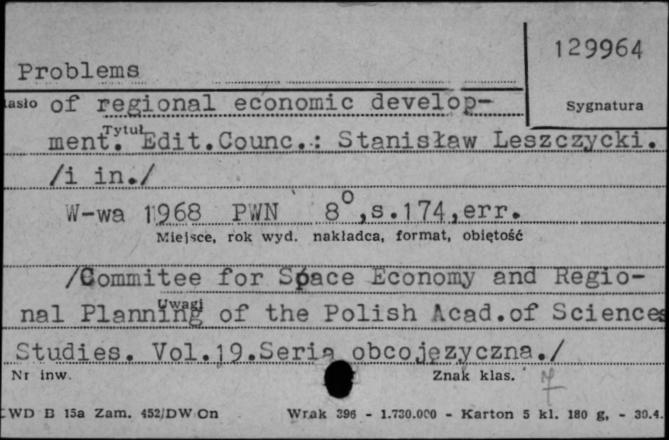 129964
Problems
Sygnatura
of regional economic develop-
Tytuł
ment. Edit.Counc.: Stanisław Leszczycki.
/i in./
W-wa 1968 PWN 8°,s.174,err.
Miejsce, rok wyd. nakładca, format, objętość
/Commitee for Space Economy and Regio-
Uwagi
nal Planning of the Polish Acad.of Sciences
Studies. Vol.19.Seria obcojęzyczna./
Nr inw.
Znak klas.
WD B 15a Zam. 452/DW On Wrak 396 - 1.730.000 - Karton 5 kl. 180 g, - 30.4.